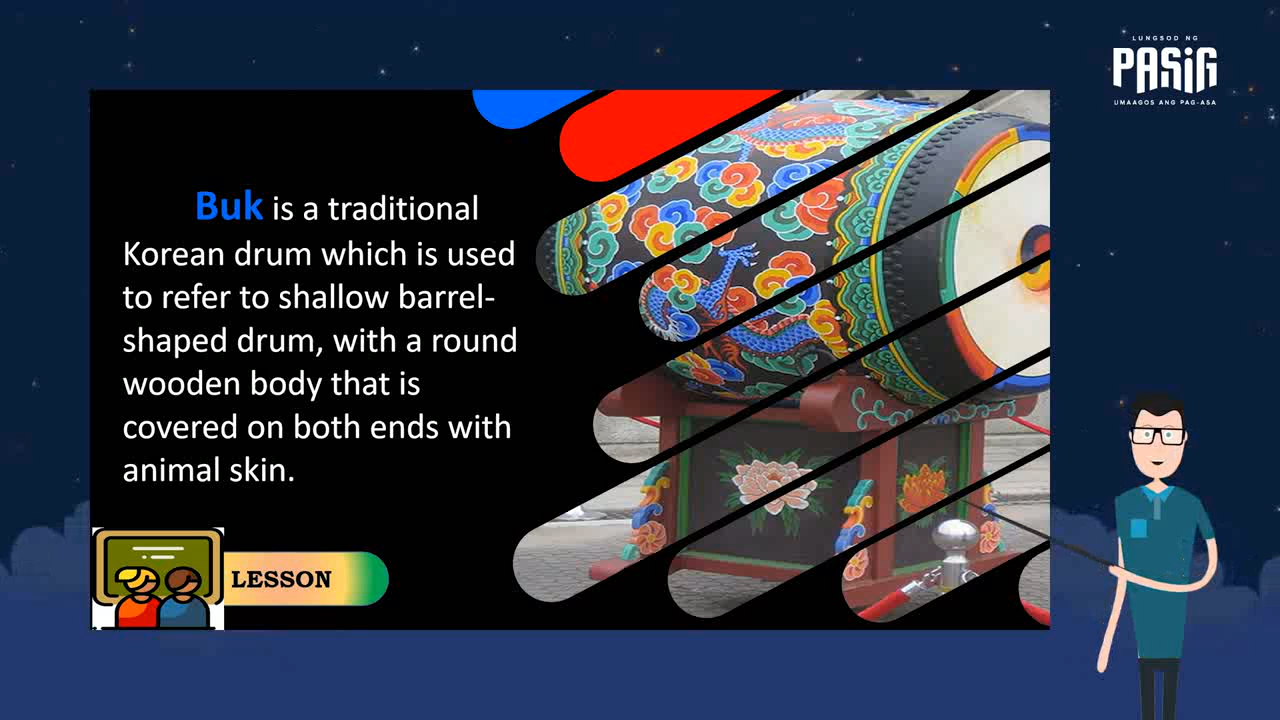 LUNGSOD NG
PASIG
UMAAGOS ANG PAG-ASA
Buk is a traditional
Korean drum which is used
to refer to shallow barrel-
shaped drum, with a round
wooden body that is
covered on both ends with
animal skin.
LESSON